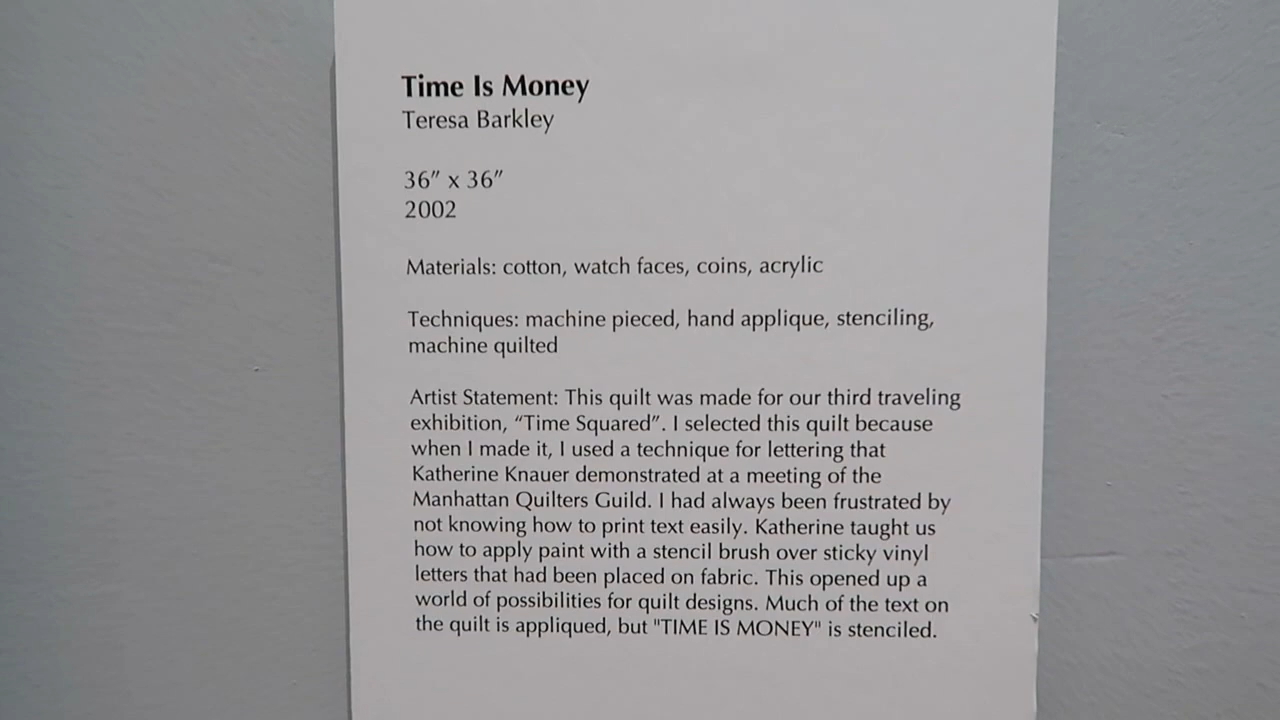 Time Is Money
Teresa Barkley
36″ x 36″
2002
Materials: cotton, watch faces, coins, acrylic
Techniques: machine pieced, hand applique, stenciling,
machine quilted
Artist Statement: This quilt was made for our third traveling
exhibition, “Time Squared”. I selected this quilt because
when I made it, I used a technique for lettering that
Katherine Knauer demonstrated at a meeting of the
Manhattan Quilters Guild. I had always been frustrated by
not knowing how to print text easily. Katherine taught us
how to apply paint with a stencil brush over sticky vinyl
letters that had been placed on fabric. This opened up a
world of possibilities for quilt designs. Much of the text on
the quilt is appliqued, but "TIME IS MONEY" is stenciled.